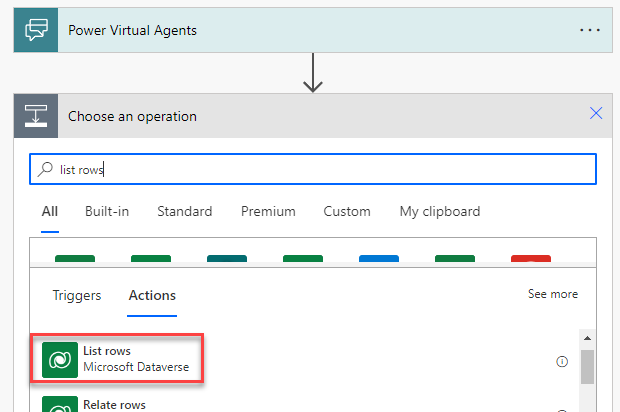 Power Virtual Agents
Choose an operation
list rows
All Built-in Standard Premium Custom My clipboard
Triggers Actions See more
List rows
Microsoft Dataverse
Relate rows